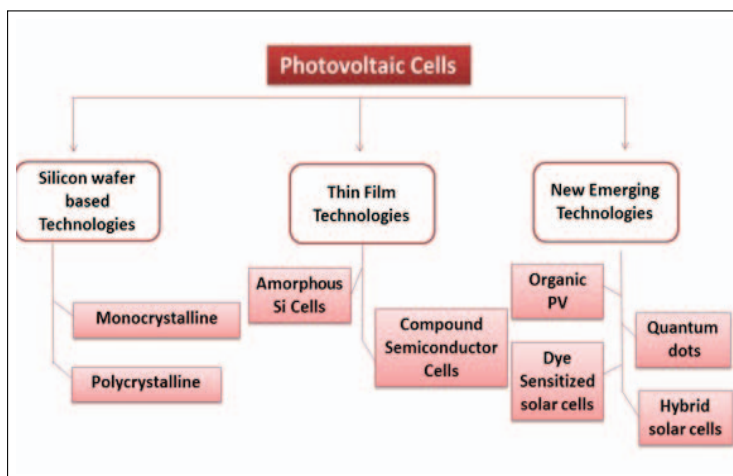 Photovoltaic Cells
Silicon wafer
based
Technologies
Thin Film
Technologies
New Emerging
Technologies
Amorphous
Si Cells
Monocrystalline
Polycrystalline
Compound
Semiconductor
Cells
Organic
PV
Quantum
dots
Dye
Sensitized
solar cells
Hybrid
solar cells